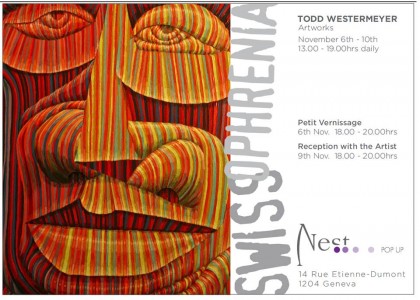 TODD WESTERMEYER
Artworks
November 6th - 10th
13.00 - 19.00hrs daily
SWISSOPHRENIA
Petit Vernissage
6th Nov. 18.00 - 20.00hrs
Reception with the Artist
9th Nov. 18.00 - 20.00hrs
Nest
POP UP
14 Rue Etienne-Dumont
1204 Geneva